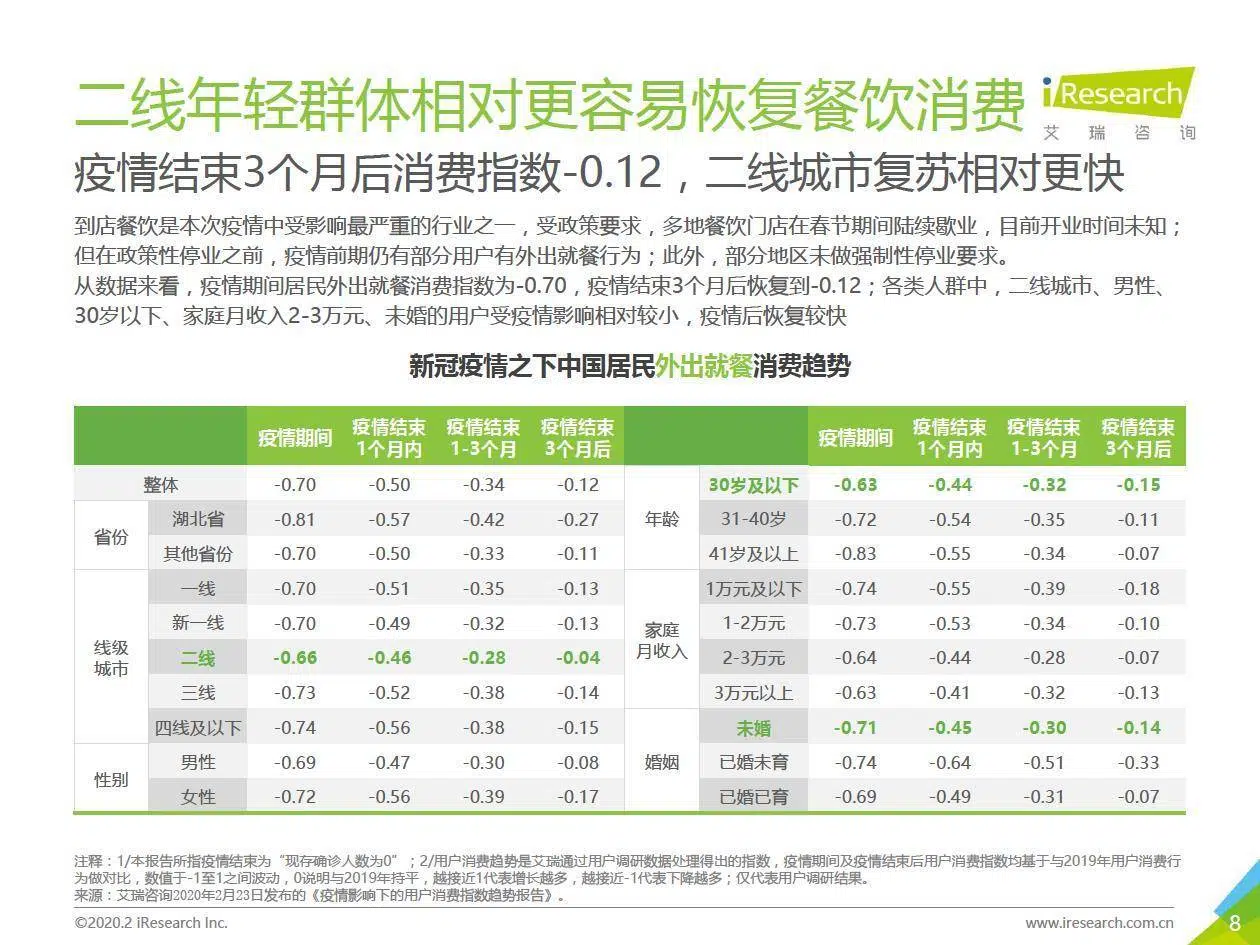 二线年轻群体相对更容易恢复餐饮消费
iResearch
艾瑞咨询
疫情结束3个月后消费指数-0.12，二线城市复苏相对更快
到店餐饮是本次疫情中受影响最严重的行业之一，受政策要求，多地餐饮门店在春节期间陆续歇业，目前开业时间未知；
但在政策性停业之前，疫情前期仍有部分用户有外出就餐行为；此外，部分地区未做强制性停业要求。
从数据来看，疫情期间居民外出就餐消费指数为-0.70，疫情结束3个月后恢复到-0.12；各类人群中，二线城市、男性、
30岁以下、家庭月收入2-3万元、未婚的用户受疫情影响相对较小，疫情后恢复较快
新冠疫情之下中国居民外出就餐消费趋势
疫情期间 疫情结束1个月内 疫情结束1-3个月 疫情结束3个月后 疫情期间 疫情结束1个月内 疫情结束1-3个月 疫情结束3个月后
整体 -0.70 -0.50 -0.34 -0.12 年龄 30岁及以下 -0.63 -0.44 -0.32 -0.15
省份 湖北省 -0.81 -0.57 -0.42 -0.27 31-40岁 -0.72 -0.54 -0.35 -0.11
其他省份 -0.70 -0.50 -0.33 -0.11 41岁及以上 -0.83 -0.55 -0.34 -0.07
线级城市 一线 -0.70 -0.51 -0.35 -0.13 家庭月收入 1万元及以下 -0.74 -0.55 -0.39 -0.18
新一线 -0.70 -0.49 -0.32 -0.13 1-2万元 -0.73 -0.53 -0.34 -0.10
二线 -0.66 -0.46 -0.28 -0.04 2-3万元 -0.64 -0.44 -0.28 -0.07
三线 -0.73 -0.52 -0.38 -0.14 3万元以上 -0.63 -0.41 -0.32 -0.13
四线及以下 -0.74 -0.56 -0.38 -0.15 婚姻 未婚 -0.71 -0.45 -0.30 -0.14
性别 男性 -0.69 -0.47 -0.30 -0.08 已婚未育 -0.74 -0.64 -0.51 -0.33
女性 -0.72 -0.56 -0.39 -0.17 已婚已育 -0.69 -0.49 -0.31 -0.07
注释：1/本报告所指疫情结束为“现存确诊人数为0”；2/用户消费趋势是艾瑞通过用户调研数据处理得出的指数，疫情期间及疫情结束后用户消费指数均基于与2019年用户消费行
为做对比，数值于-1至1之间波动，0说明与2019年持平，越接近1代表增长越多，越接近-1代表下降越多；仅代表用户调研结果。
来源：艾瑞咨询2020年2月23日发布的《疫情影响下的用户消费指数趋势报告》。
©2020.2 iResearch Inc.
www.iresearch.com.cn
8